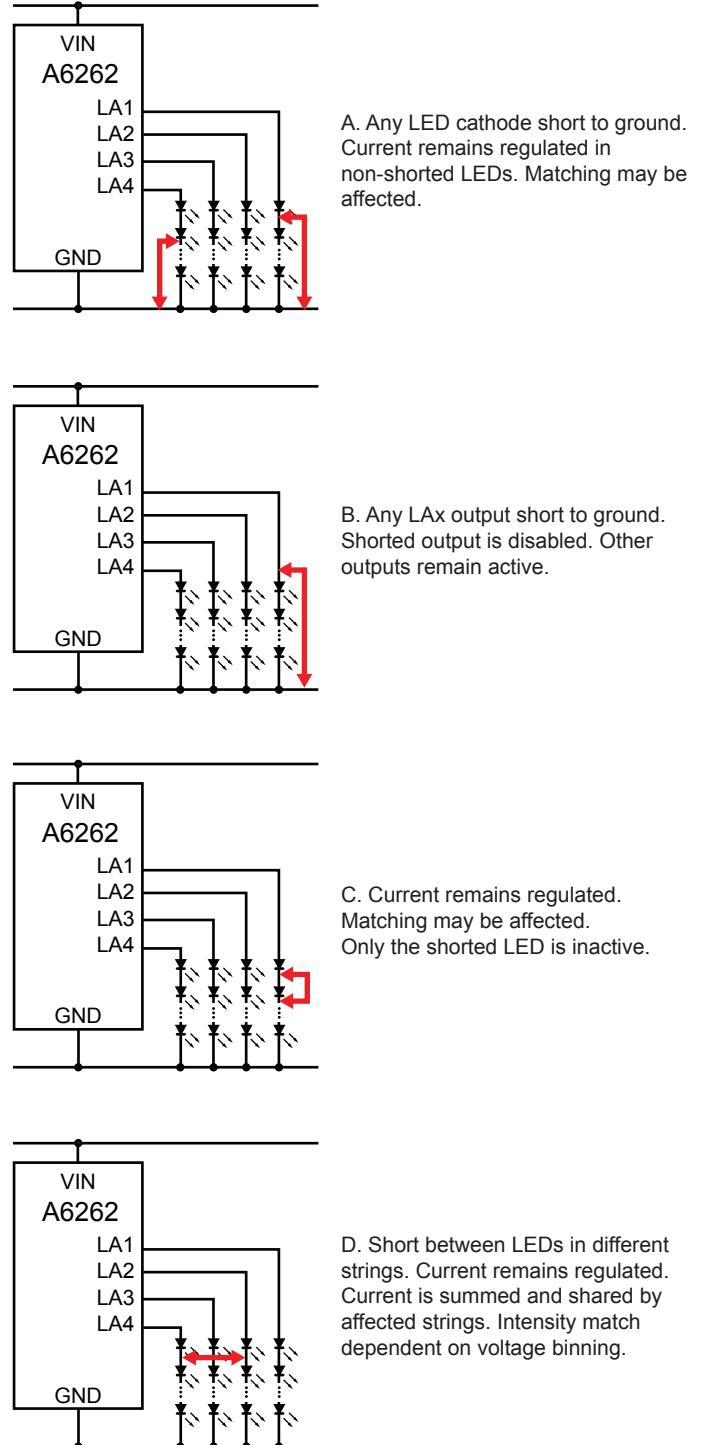 VIN
A6262
LA1
LA2
LA3
LA4
GND
A. Any LED cathode short to ground.
Current remains regulated in
non-shorted LEDs. Matching may be
affected.
VIN
A6262
LA1
LA2
LA3
LA4
GND
B. Any LAx output short to ground.
Shorted output is disabled. Other
outputs remain active.
VIN
A6262
LA1
LA2
LA3
LA4
GND
C. Current remains regulated.
Matching may be affected.
Only the shorted LED is inactive.
VIN
A6262
LA1
LA2
LA3
LA4
GND
D. Short between LEDs in different
strings. Current remains regulated.
Current is summed and shared by
affected strings. Intensity match
dependent on voltage binning.